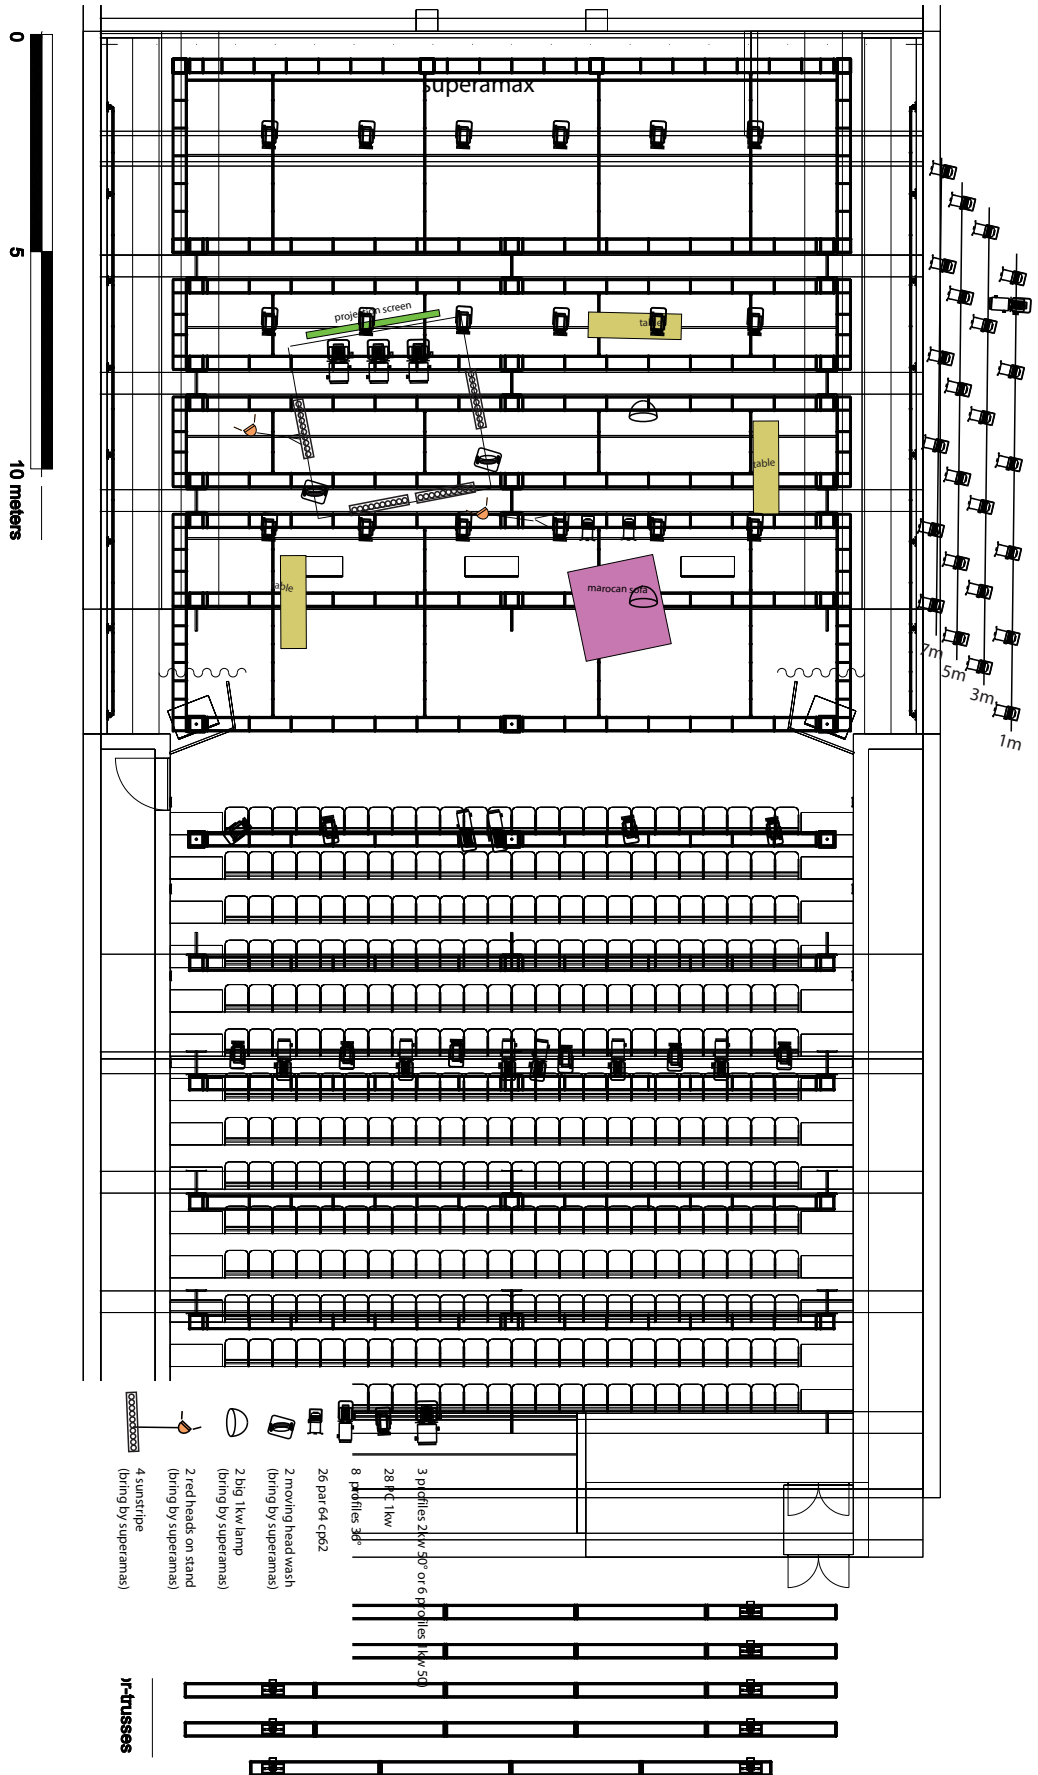 superamax
0
5
10 meters
projection screen
table
table
able
marocan sofa
7m
5m
3m
1m
3 profiles 2kw 50° or 6 profiles 1kw 50
28 PC 1kw
8 profiles 36°
26 par 64 cp62
2 moving head wash
(bring by superamas)
2 big 1kw lamp
(bring by superamas)
2 red heads on stand
(bring by superamas)
4 sunstripe
(bring by superamas)
or-trusses